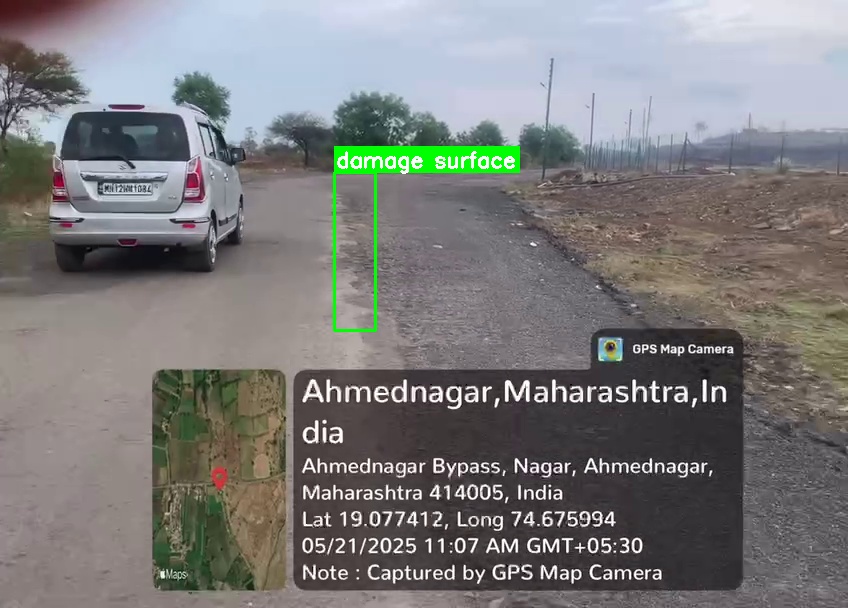 damage surface
MH12WW1084
GPS Map Camera
Ahmednagar,Maharashtra,In
dia
Ahmednagar Bypass, Nagar, Ahmednagar,
Maharashtra 414005, India
Lat 19.077412, Long 74.675994
05/21/2025 11:07 AM GMT+05:30
Note : Captured by GPS Map Camera
Maps